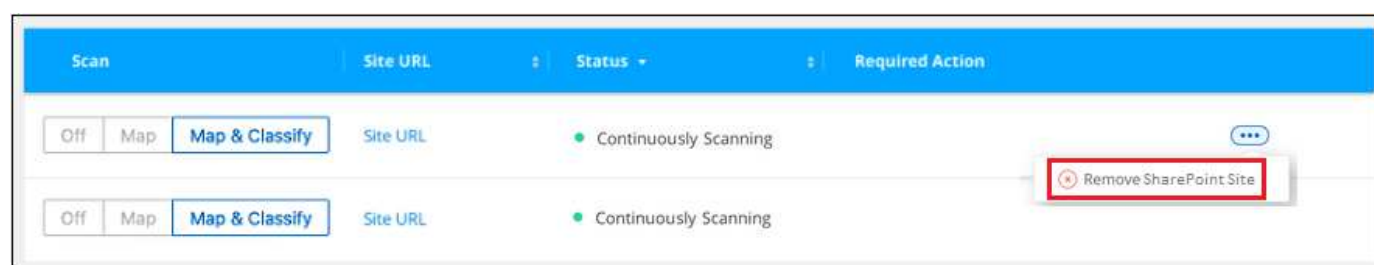 Scan Site URL Status Required Action
Off Map Map & Classify Site URL Continuously Scanning
Remove SharePoint Site
Off Map Map & Classify Site URL Continuously Scanning